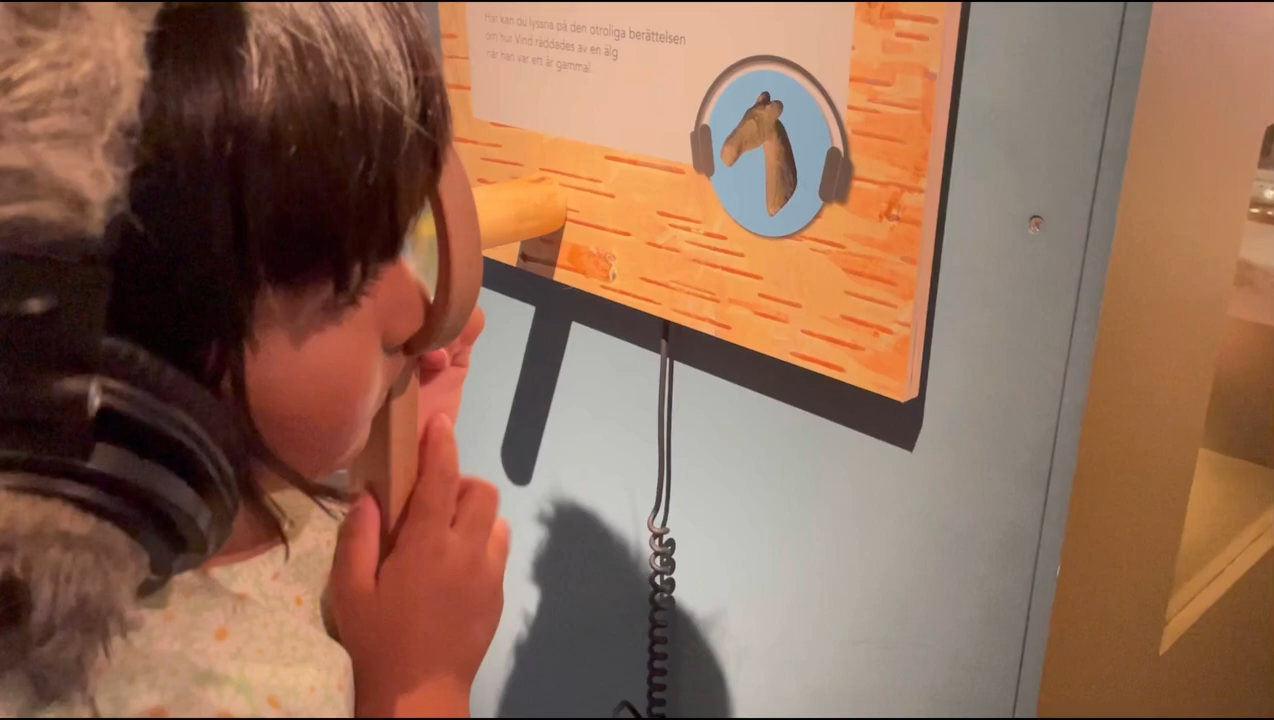 Här kan du lyssna på den otroliga berättelsen
om hur Vind räddades av en älg
när han var ett år gammal.